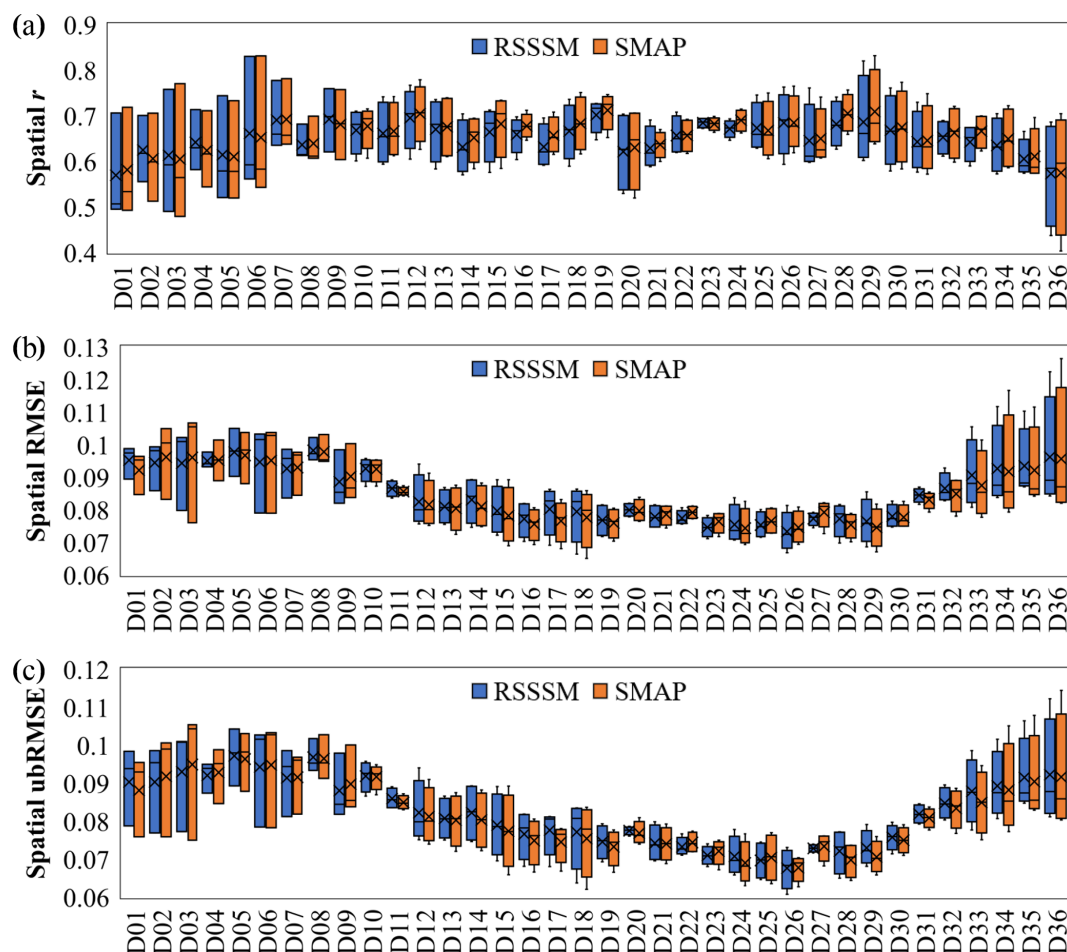 (a)
Spatial r
0.9
0.8
0.7
0.6
0.5
0.4
RSSSM SMAP
D01 D02 D03 D04 D05 D06 D07 D08 D09 D10 D11 D12 D13 D14 D15 D16 D17 D18 D19 D20 D21 D22 D23 D24 D25 D26 D27 D28 D29 D30 D31 D32 D33 D34 D35 D36
(b)
Spatial RMSE
0.13
0.12
0.11
0.1
0.09
0.08
0.07
0.06
RSSSM SMAP
D01 D02 D03 D04 D05 D06 D07 D08 D09 D10 D11 D12 D13 D14 D15 D16 D17 D18 D19 D20 D21 D22 D23 D24 D25 D26 D27 D28 D29 D30 D31 D32 D33 D34 D35 D36
(c)
Spatial ubRMSE
0.12
0.11
0.1
0.09
0.08
0.07
0.06
RSSSM SMAP
D01 D02 D03 D04 D05 D06 D07 D08 D09 D10 D11 D12 D13 D14 D15 D16 D17 D18 D19 D20 D21 D22 D23 D24 D25 D26 D27 D28 D29 D30 D31 D32 D33 D34 D35 D36